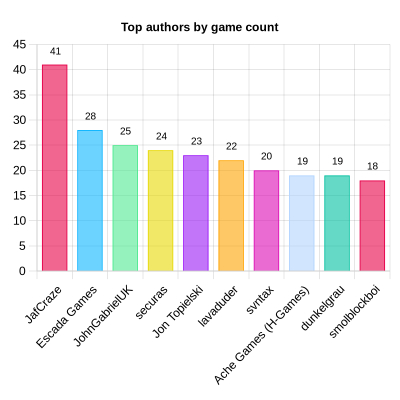 Top authors by game count
45
40
35
30
25
20
15
10
5
0
41
28
25
24
23
22
20
19
19
18
JafCraze
Escada Games
JohnGabrielUK
securas
Jon Topielski
lavaduder
svntax
Ache Games (H-Games)
dunkelgrau
smolblockboi